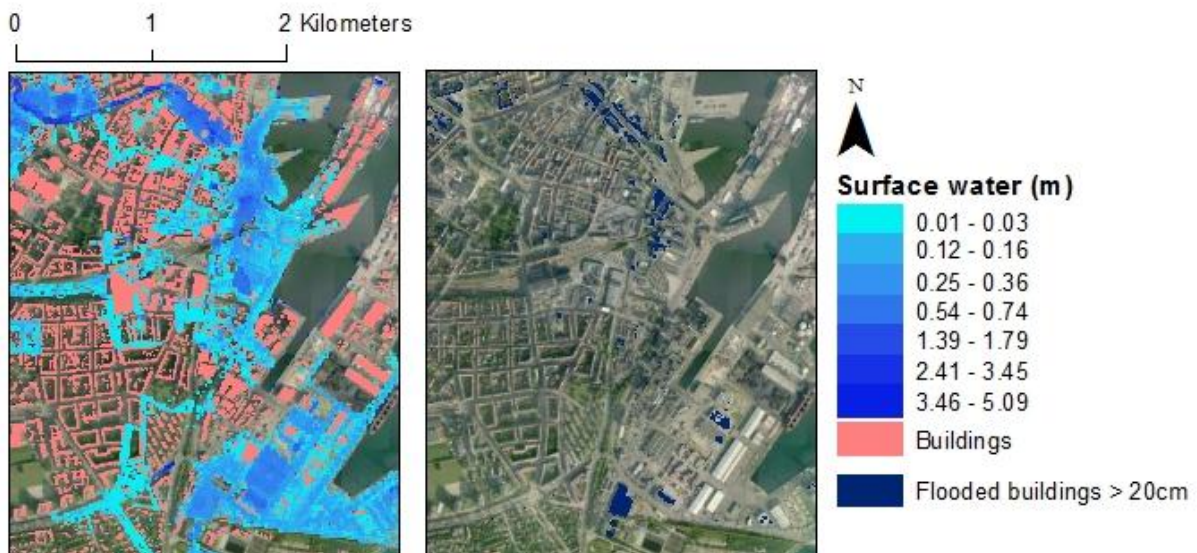 0 1 2 Kilometers
N
Surface water (m)
0.01 - 0.03
0.12 - 0.16
0.25 - 0.36
0.54 - 0.74
1.39 - 1.79
2.41 - 3.45
3.46 - 5.09
Buildings
Flooded buildings > 20cm